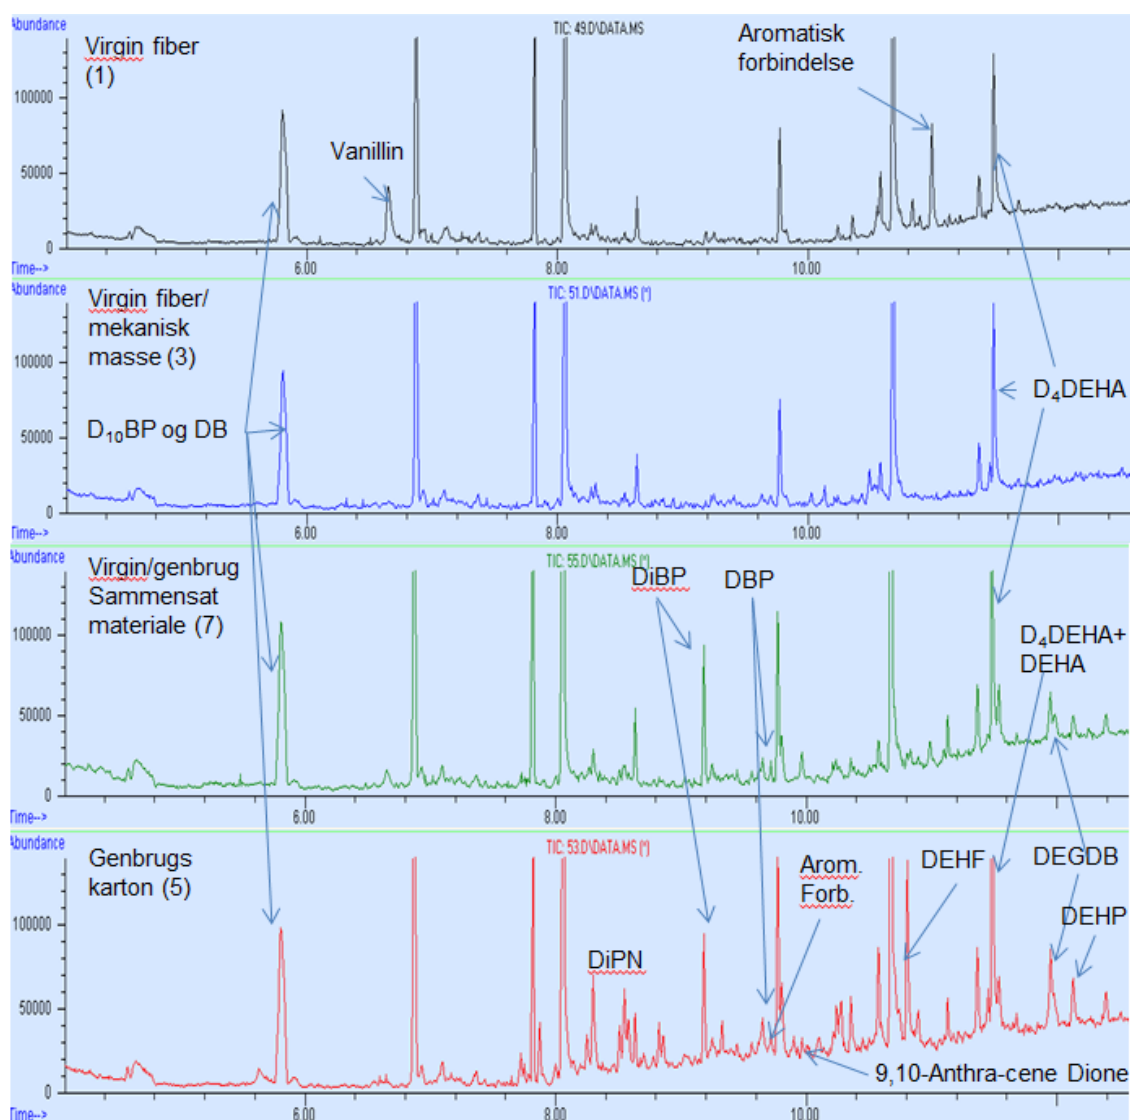 Abundance
TIC: 49.D\DATA.MS
Virgin fiber
(1)
Aromatisk
forbindelse
Vanillin
100000
50000
0
6.00
8.00
10.00
Time-->
Abundance
TIC: 51.D\DATA.MS (*)
Virgin fiber/
mekanisk
masse (3)
100000
50000
0
D₁₀BP og DB
D₄DEHA
6.00
8.00
10.00
Time-->
Abundance
TIC: 55.D\DATA.MS (*)
Virgin/genbrug
Sammensat
materiale (7)
DiBP
DBP
D₄DEHA+
DEHA
100000
50000
0
6.00
8.00
10.00
Time-->
Abundance
TIC: 53.D\DATA.MS (*)
Genbrugs
karton (5)
Arom.
Forb.
DEHF
DEGDB
DEHP
DiPN
100000
50000
0
9,10-Anthra-cene Dione
6.00
8.00
10.00
Time-->